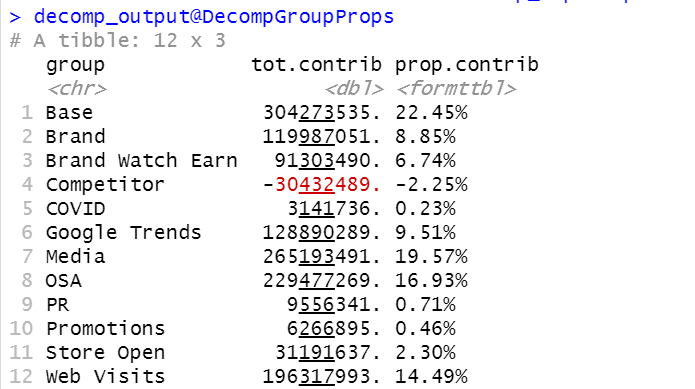 > decomp_output@DecompGroupProps
# A tibble: 12 x 3
group tot.contrib prop.contrib
<chr> <dbl> <formttbl>
1 Base 304273535. 22.45%
2 Brand 119987051. 8.85%
3 Brand Watch Earn 91303490. 6.74%
4 Competitor -30432489. -2.25%
5 COVID 3141736. 0.23%
6 Google Trends 128890289. 9.51%
7 Media 265193491. 19.57%
8 OSA 229477269. 16.93%
9 PR 9556341. 0.71%
10 Promotions 6266895. 0.46%
11 Store Open 31191637. 2.30%
12 Web Visits 196317993. 14.49%